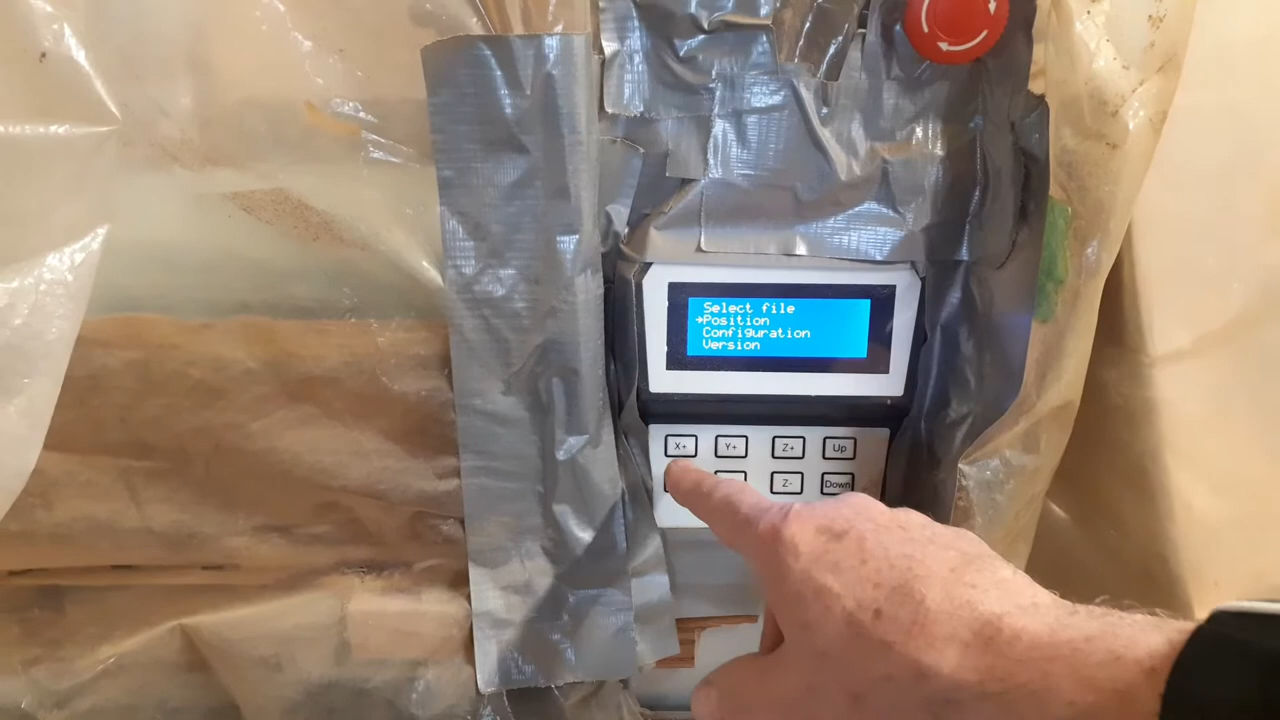 Select file
→Position
Configuration
Version
X+ Y+ Z+ Up
Z- Down